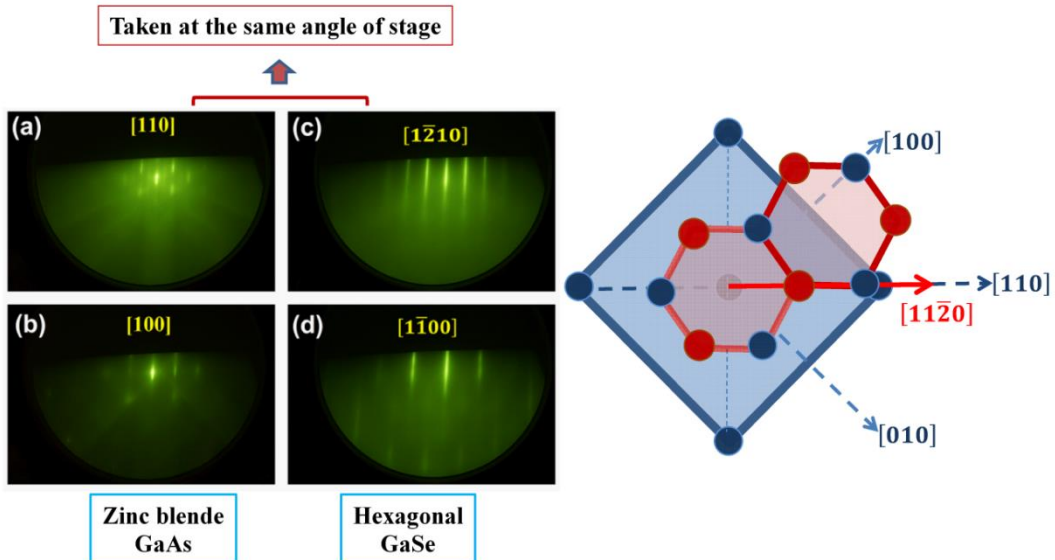 Taken at the same angle of stage
(a)
[110]
(c)
[12̅10]
(b)
[100]
(d)
[11̅00]
Zinc blende
GaAs
Hexagonal
GaSe
[100]
[110]
[112̅0]
[010]